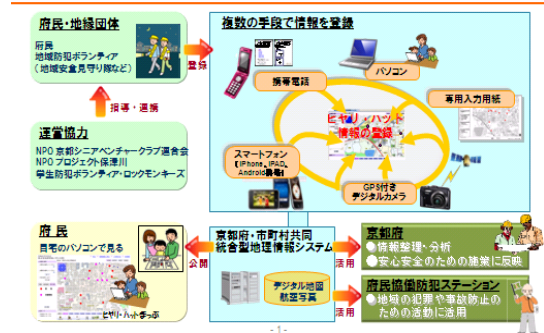 府民・地縁団体
府民
地域防犯ボランティア
（地域安全見守り隊など）
登録
指導・連携
運営協力
NPO 京都シニアベンチャークラブ連合会
NPO プロジェクト保津川
学生防犯ボランティア・ロックモンキーズ
複数の手段で情報を登録
携帯電話
パソコン
専用入力用紙
ヒヤリ・ハット
情報の登録
スマートフォン
【iPhone、iPAD、
Android携帯】
GPS付き
デジタルカメラ
府民
自宅のパソコンで見る
ヒヤリ・ハットまっぷ
公開
京都府・市町村共同
統合型地理情報システム
デジタル地図
航空写真
活用
活用
京都府
●情報整理・分析
●安心安全のための施策に反映
府民協働防犯ステーション
●地域の犯罪や事故防止の
ための活動に活用
-1-